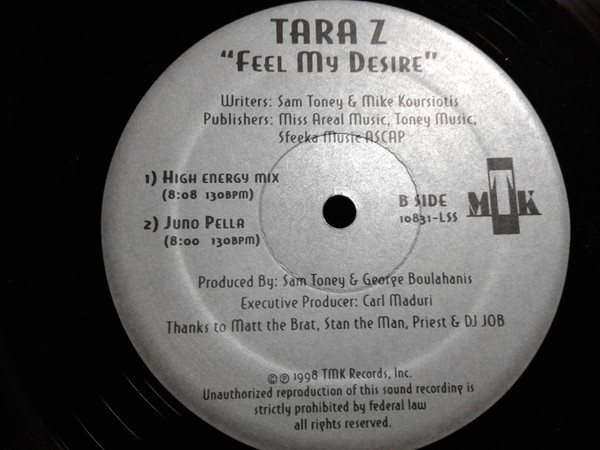 TARA Z
"FEEL MY DESIRE"
Writers: Sam Toney & Mike Koursiotis
Publishers: Miss Areal Music, Toney Music,
Sfeeka Music ASCAP
1) HIGH ENERGY MIX
(8:08 130BPM)
2) JUNO PELLA
(8:00 130BPM)
B SIDE
10831-LSS
MTK
Produced By: Sam Toney & George Boulahanis
Executive Producer: Carl Maduri
Thanks to Matt the Brat, Stan the Man, Priest & DJ JOB
©℗ 1998 TMK Records, Inc.
Unauthorized reproduction of this sound recording is
strictly prohibited by federal law
all rights reserved.